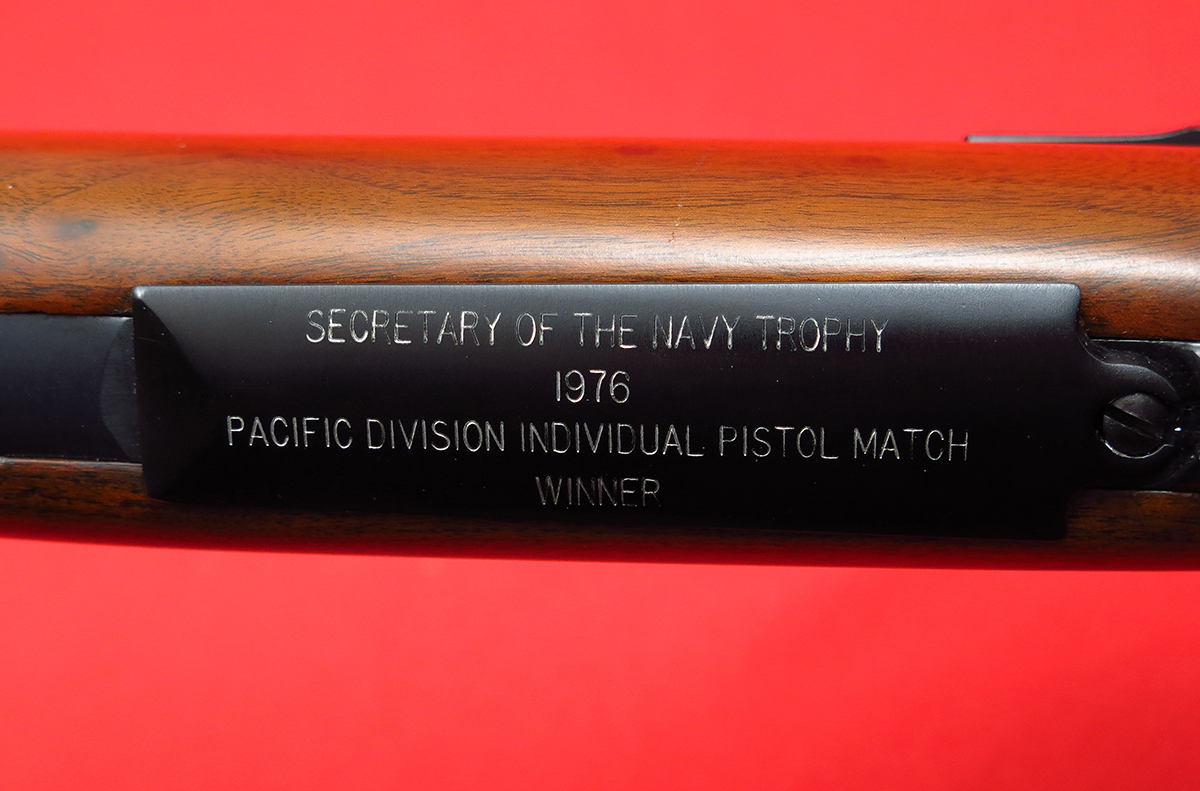 SECRETARY OF THE NAVY TROPHY
1976
PACIFIC DIVISION INDIVIDUAL PISTOL MATCH
WINNER